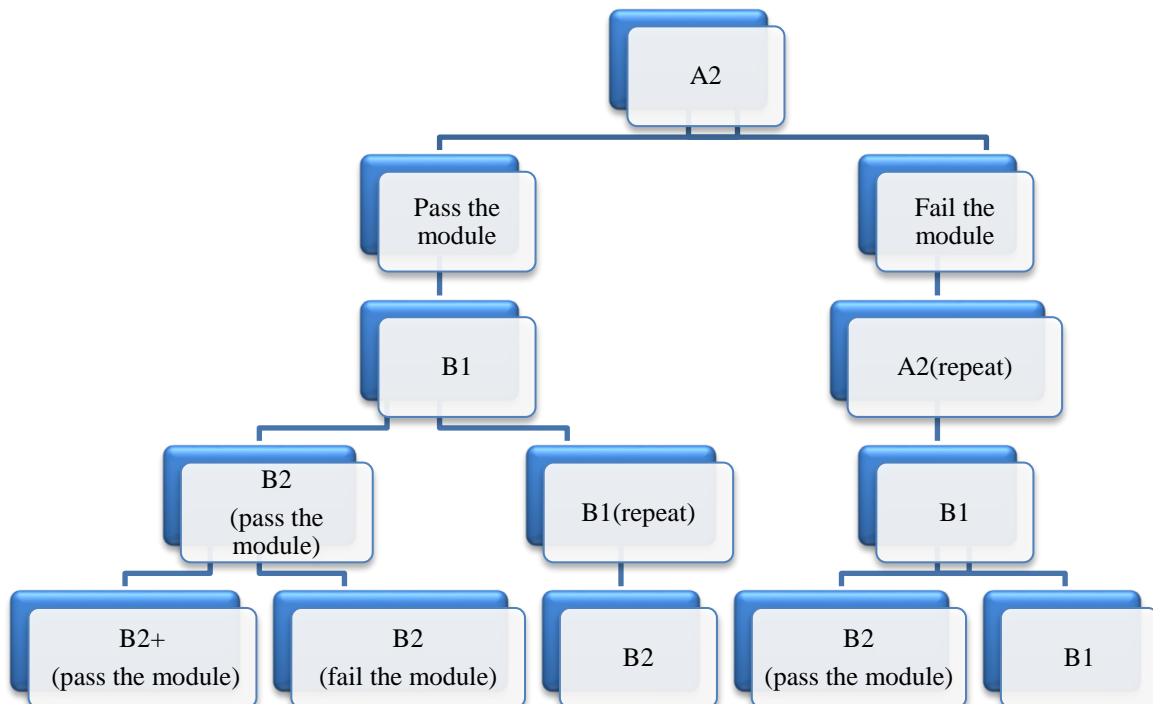 A2
Pass the
module
Fail the
module
B1
A2(repeat)
B2
(pass the
module)
B1(repeat)
B1
B2+
(pass the module)
B2
(fail the module)
B2
B2
(pass the module)
B1